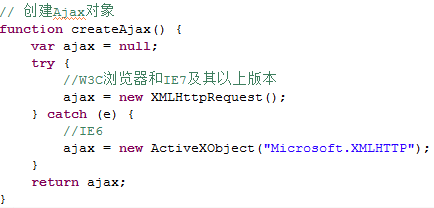 // 创建Ajax对象
function createAjax() {
    var ajax = null;
    try {
        //W3C浏览器和IE7及其以上版本
        ajax = new XMLHttpRequest();
    } catch (e) {
        //IE6
        ajax = new ActiveXObject("Microsoft.XMLHTTP");
    }
    return ajax;
}